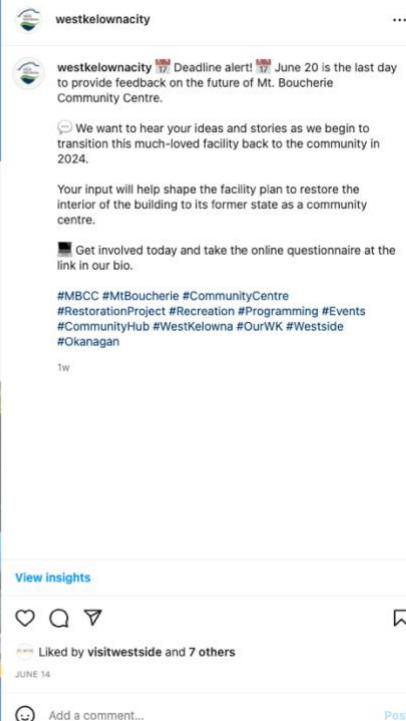 westkelownacity
westkelownacity 📅 Deadline alert! 📅 June 20 is the last day
to provide feedback on the future of Mt. Boucherie
Community Centre.
💬 We want to hear your ideas and stories as we begin to
transition this much-loved facility back to the community in
2024.
Your input will help shape the facility plan to restore the
interior of the building to its former state as a community
centre.
💻 Get involved today and take the online questionnaire at the
link in our bio.
#MBCC #MtBoucherie #CommunityCentre
#RestorationProject #Recreation #Programming #Events
#CommunityHub #WestKelowna #OurWK #Westside
#Okanagan
1w
View insights
Liked by visitwestside and 7 others
JUNE 14
Add a comment...
Pos